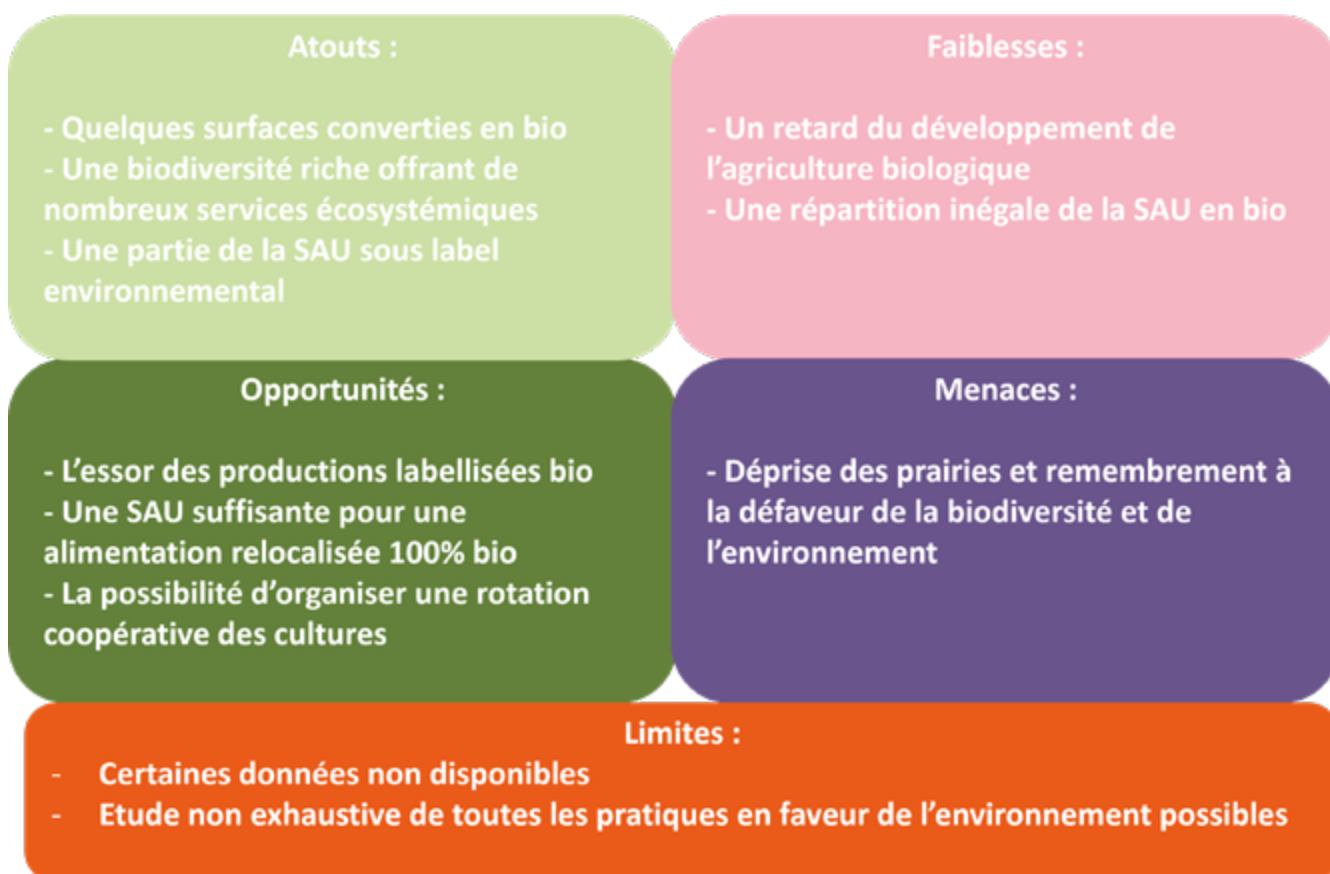 Atouts :
- Quelques surfaces converties en bio
- Une biodiversité riche offrant de
nombreux services écosystémiques
- Une partie de la SAU sous label
environnemental
Faiblesses :
- Un retard du développement de
l’agriculture biologique
- Une répartition inégale de la SAU en bio
Opportunités :
- L’essor des productions labellisées bio
- Une SAU suffisante pour une
alimentation relocalisée 100% bio
- La possibilité d’organiser une rotation
coopérative des cultures
Menaces :
- Déprise des prairies et remembrement à
la défaveur de la biodiversité et de
l’environnement
Limites :
- Certaines données non disponibles
- Etude non exhaustive de toutes les pratiques en faveur de l’environnement possibles